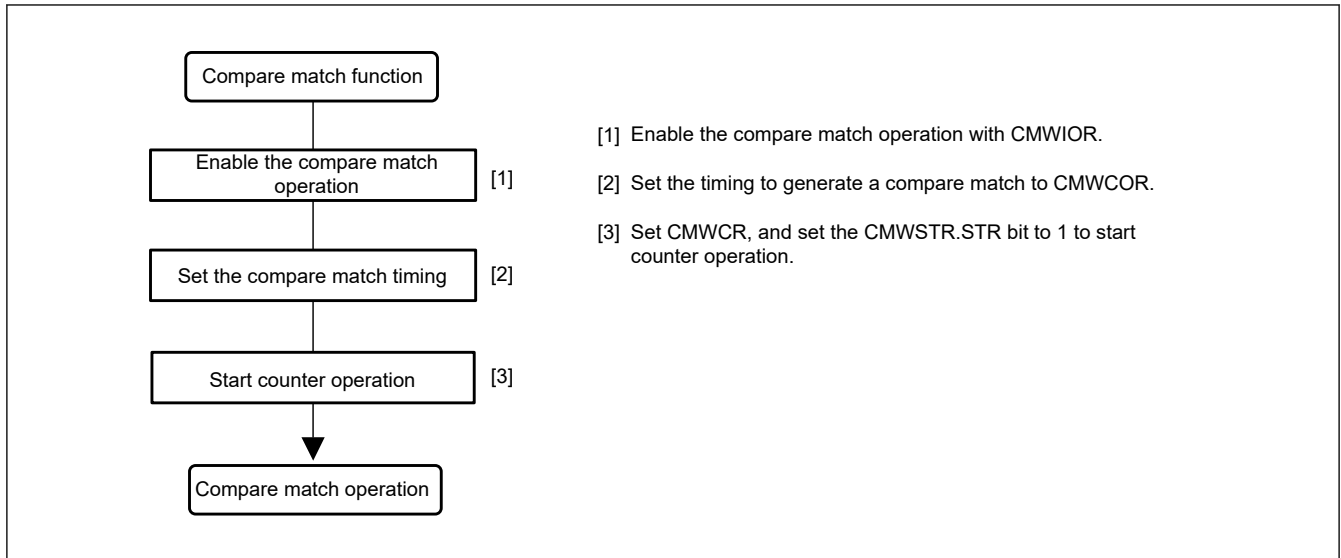 Compare match function
Enable the compare match
operation
[1]
Set the compare match timing
[2]
Start counter operation
[3]
Compare match operation
[1] Enable the compare match operation with CMWIOR.
[2] Set the timing to generate a compare match to CMWCOR.
[3] Set CMWCR, and set the CMWSTR.STR bit to 1 to start
counter operation.